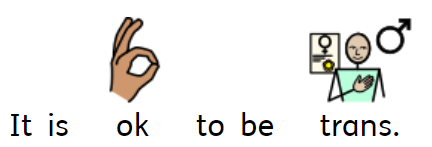 It is ok to be trans.